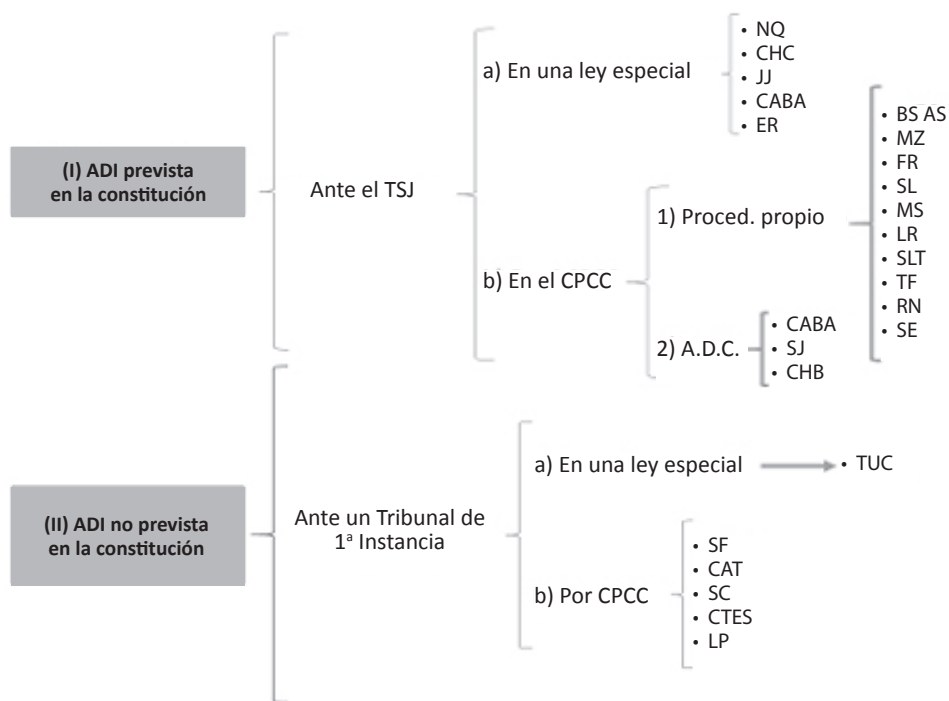 (I) ADI prevista
en la constitución
Ante el TSJ
a) En una ley especial
• NQ
• CHC
• JJ
• CABA
• ER
b) En el CPCC
1) Proced. propio
• BS AS
• MZ
• FR
• SL
• MS
• LR
• SLT
• TF
• RN
• SE
2) A.D.C.
• CABA
• SJ
• CHB
(II) ADI no prevista
en la constitución
Ante un Tribunal de
1ª Instancia
a) En una ley especial
• TUC
b) Por CPCC
• SF
• CAT
• SC
• CTES
• LP